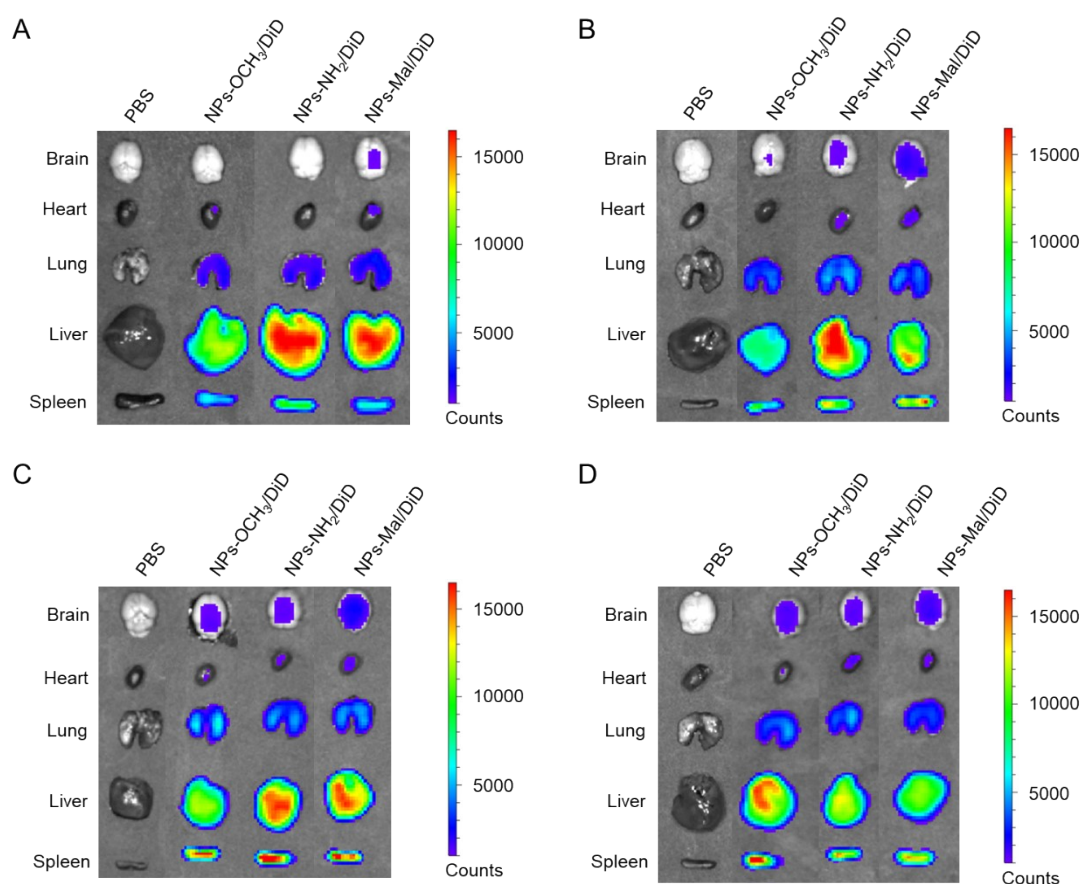 A
PBS
NPs-OCH₃/DiD
NPs-NH₂/DiD
NPs-Mal/DiD
Brain
Heart
Lung
Liver
Spleen
15000
10000
5000
Counts
B
PBS
NPs-OCH₃/DiD
NPs-NH₂/DiD
NPs-Mal/DiD
Brain
Heart
Lung
Liver
Spleen
15000
10000
5000
Counts
C
PBS
NPs-OCH₃/DiD
NPs-NH₂/DiD
NPs-Mal/DiD
Brain
Heart
Lung
Liver
Spleen
15000
10000
5000
Counts
D
PBS
NPs-OCH₃/DiD
NPs-NH₂/DiD
NPs-Mal/DiD
Brain
Heart
Lung
Liver
Spleen
15000
10000
5000
Counts